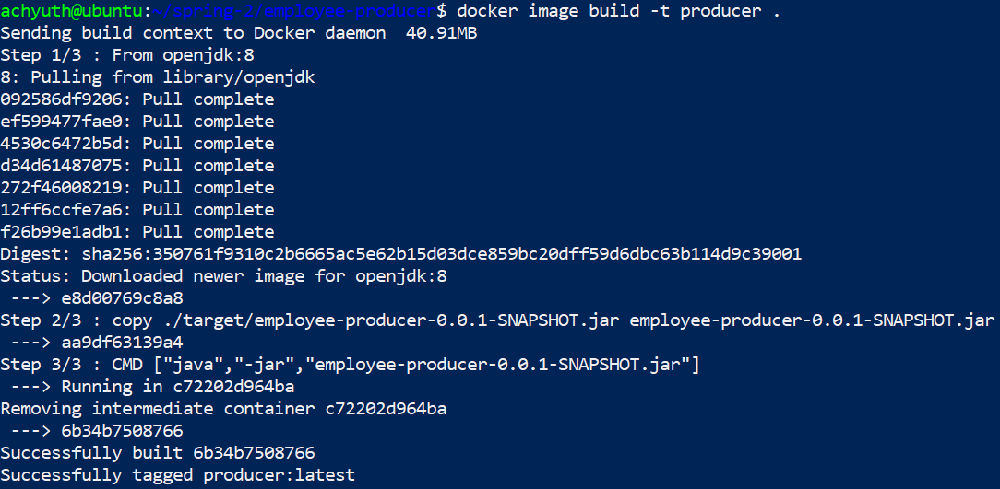 achyuth@ubuntu:~/spring-2/employee-producer$ docker image build -t producer .
Sending build context to Docker daemon  40.91MB
Step 1/3 : From openjdk:8
8: Pulling from library/openjdk
092586df9206: Pull complete
ef599477fae0: Pull complete
4530c6472b5d: Pull complete
d34d61487075: Pull complete
272f46008219: Pull complete
12ff6ccfe7a6: Pull complete
f26b99e1adb1: Pull complete
Digest: sha256:350761f9310c2b6665ac5e62b15d03dce859bc20dff59d6dbc63b114d9c39001
Status: Downloaded newer image for openjdk:8
 ---> e8d00769c8a8
Step 2/3 : copy ./target/employee-producer-0.0.1-SNAPSHOT.jar employee-producer-0.0.1-SNAPSHOT.jar
 ---> aa9df63139a4
Step 3/3 : CMD ["java","-jar","employee-producer-0.0.1-SNAPSHOT.jar"]
 ---> Running in c72202d964ba
Removing intermediate container c72202d964ba
 ---> 6b34b7508766
Successfully built 6b34b7508766
Successfully tagged producer:latest